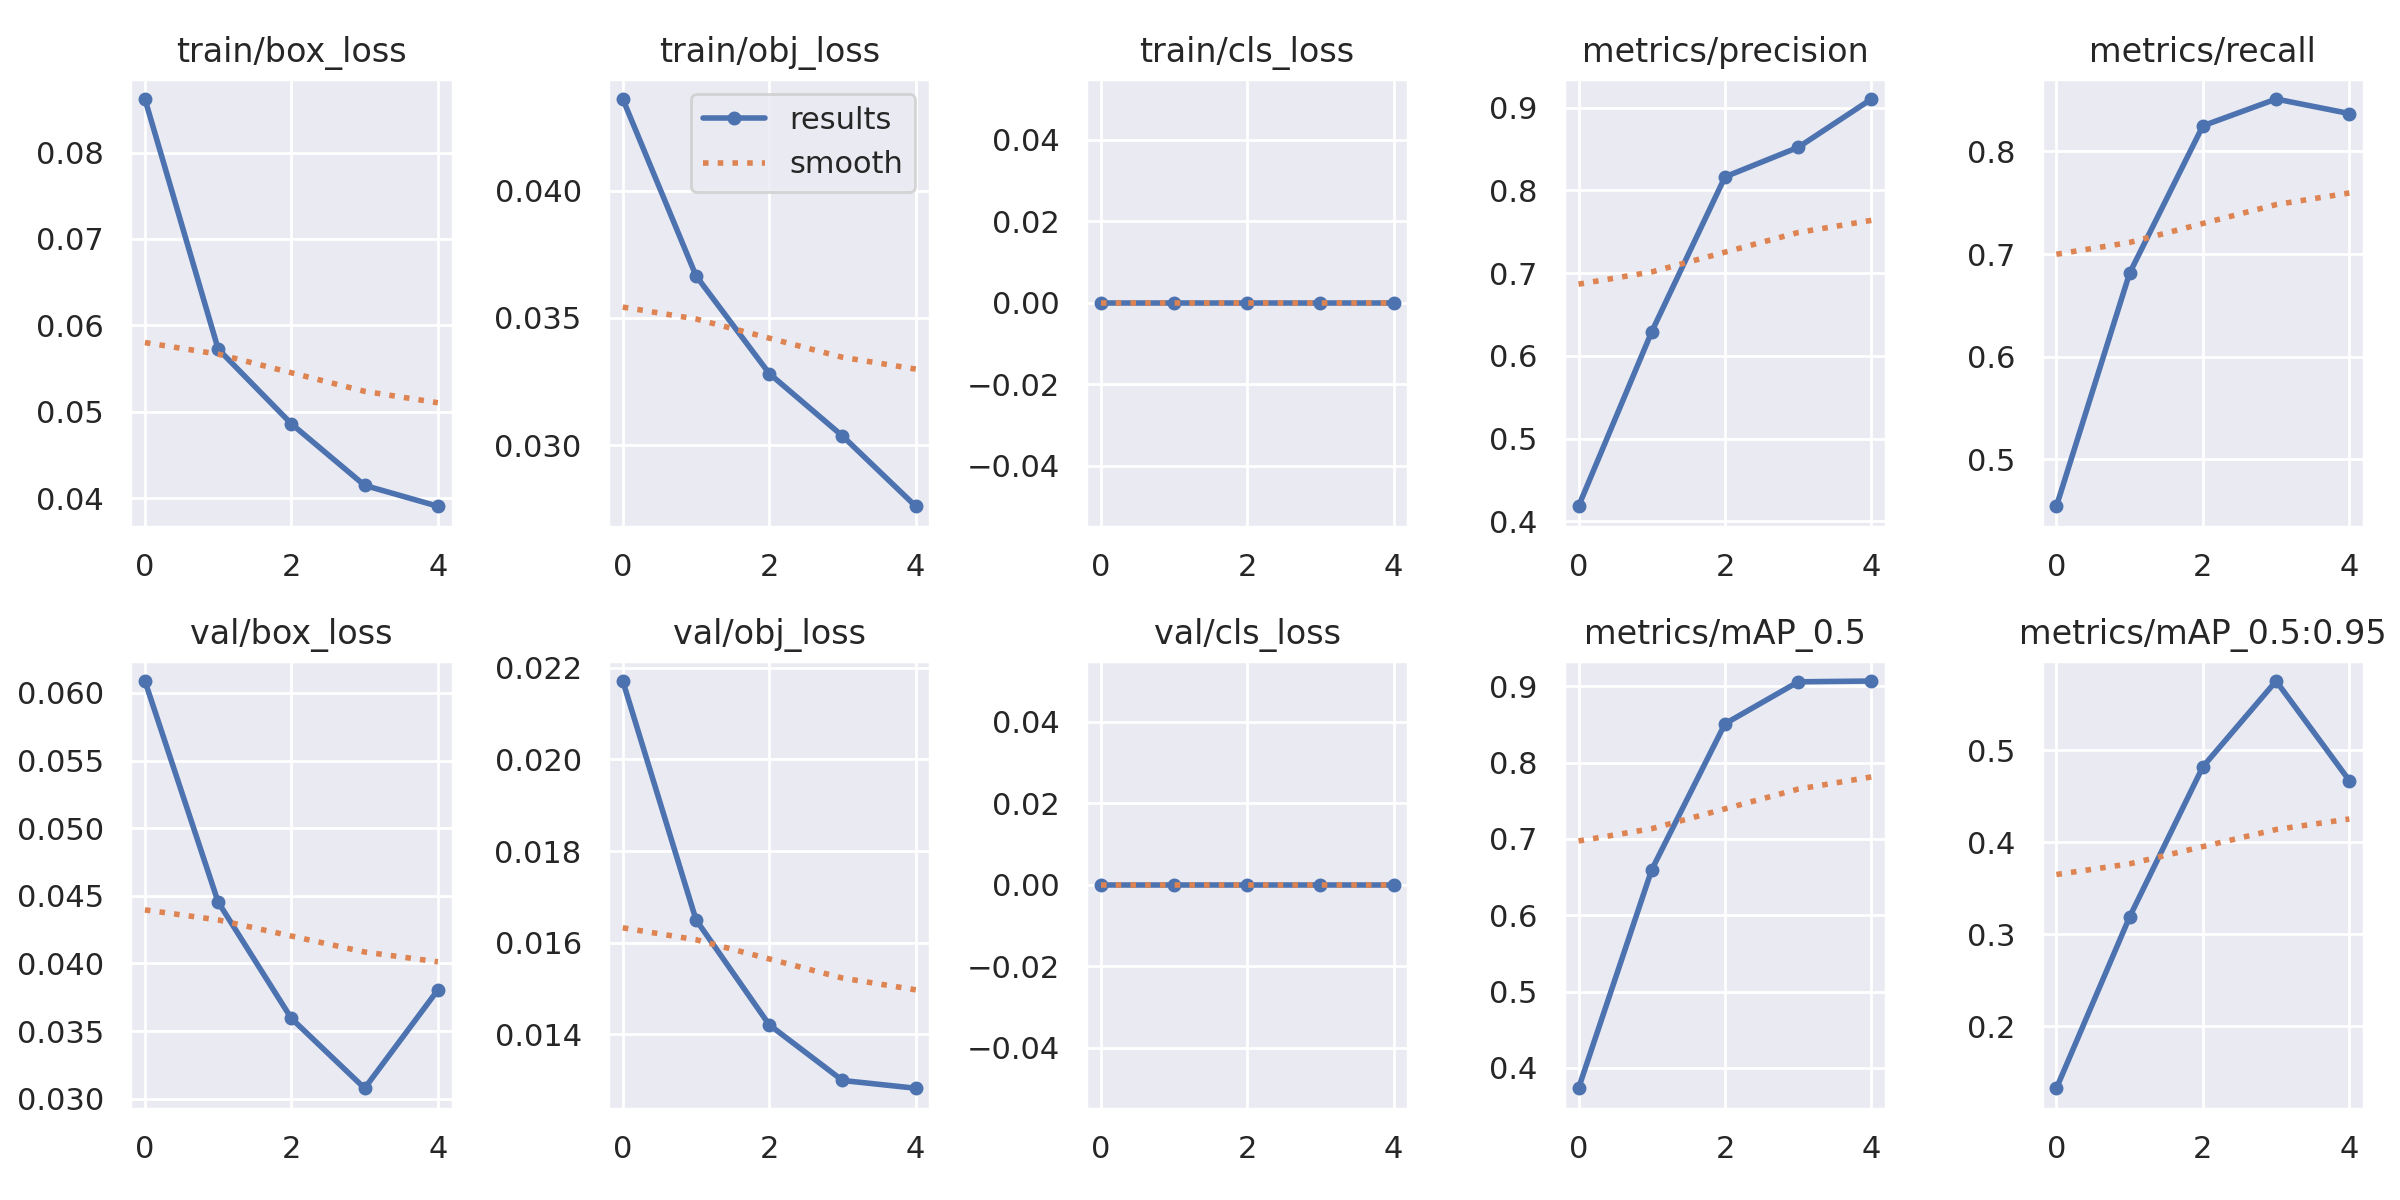 train/box_loss
0.08
0.07
0.06
0.05
0.04
0 2 4
train/obj_loss
results
smooth
0.040
0.035
0.030
0 2 4
train/cls_loss
0.04
0.02
0.00
−0.02
−0.04
0 2 4
metrics/precision
0.9
0.8
0.7
0.6
0.5
0.4
0 2 4
metrics/recall
0.8
0.7
0.6
0.5
0 2 4
val/box_loss
0.060
0.055
0.050
0.045
0.040
0.035
0.030
0 2 4
val/obj_loss
0.022
0.020
0.018
0.016
0.014
0 2 4
val/cls_loss
0.04
0.02
0.00
−0.02
−0.04
0 2 4
metrics/mAP_0.5
0.9
0.8
0.7
0.6
0.5
0.4
0 2 4
metrics/mAP_0.5:0.95
0.5
0.4
0.3
0.2
0 2 4